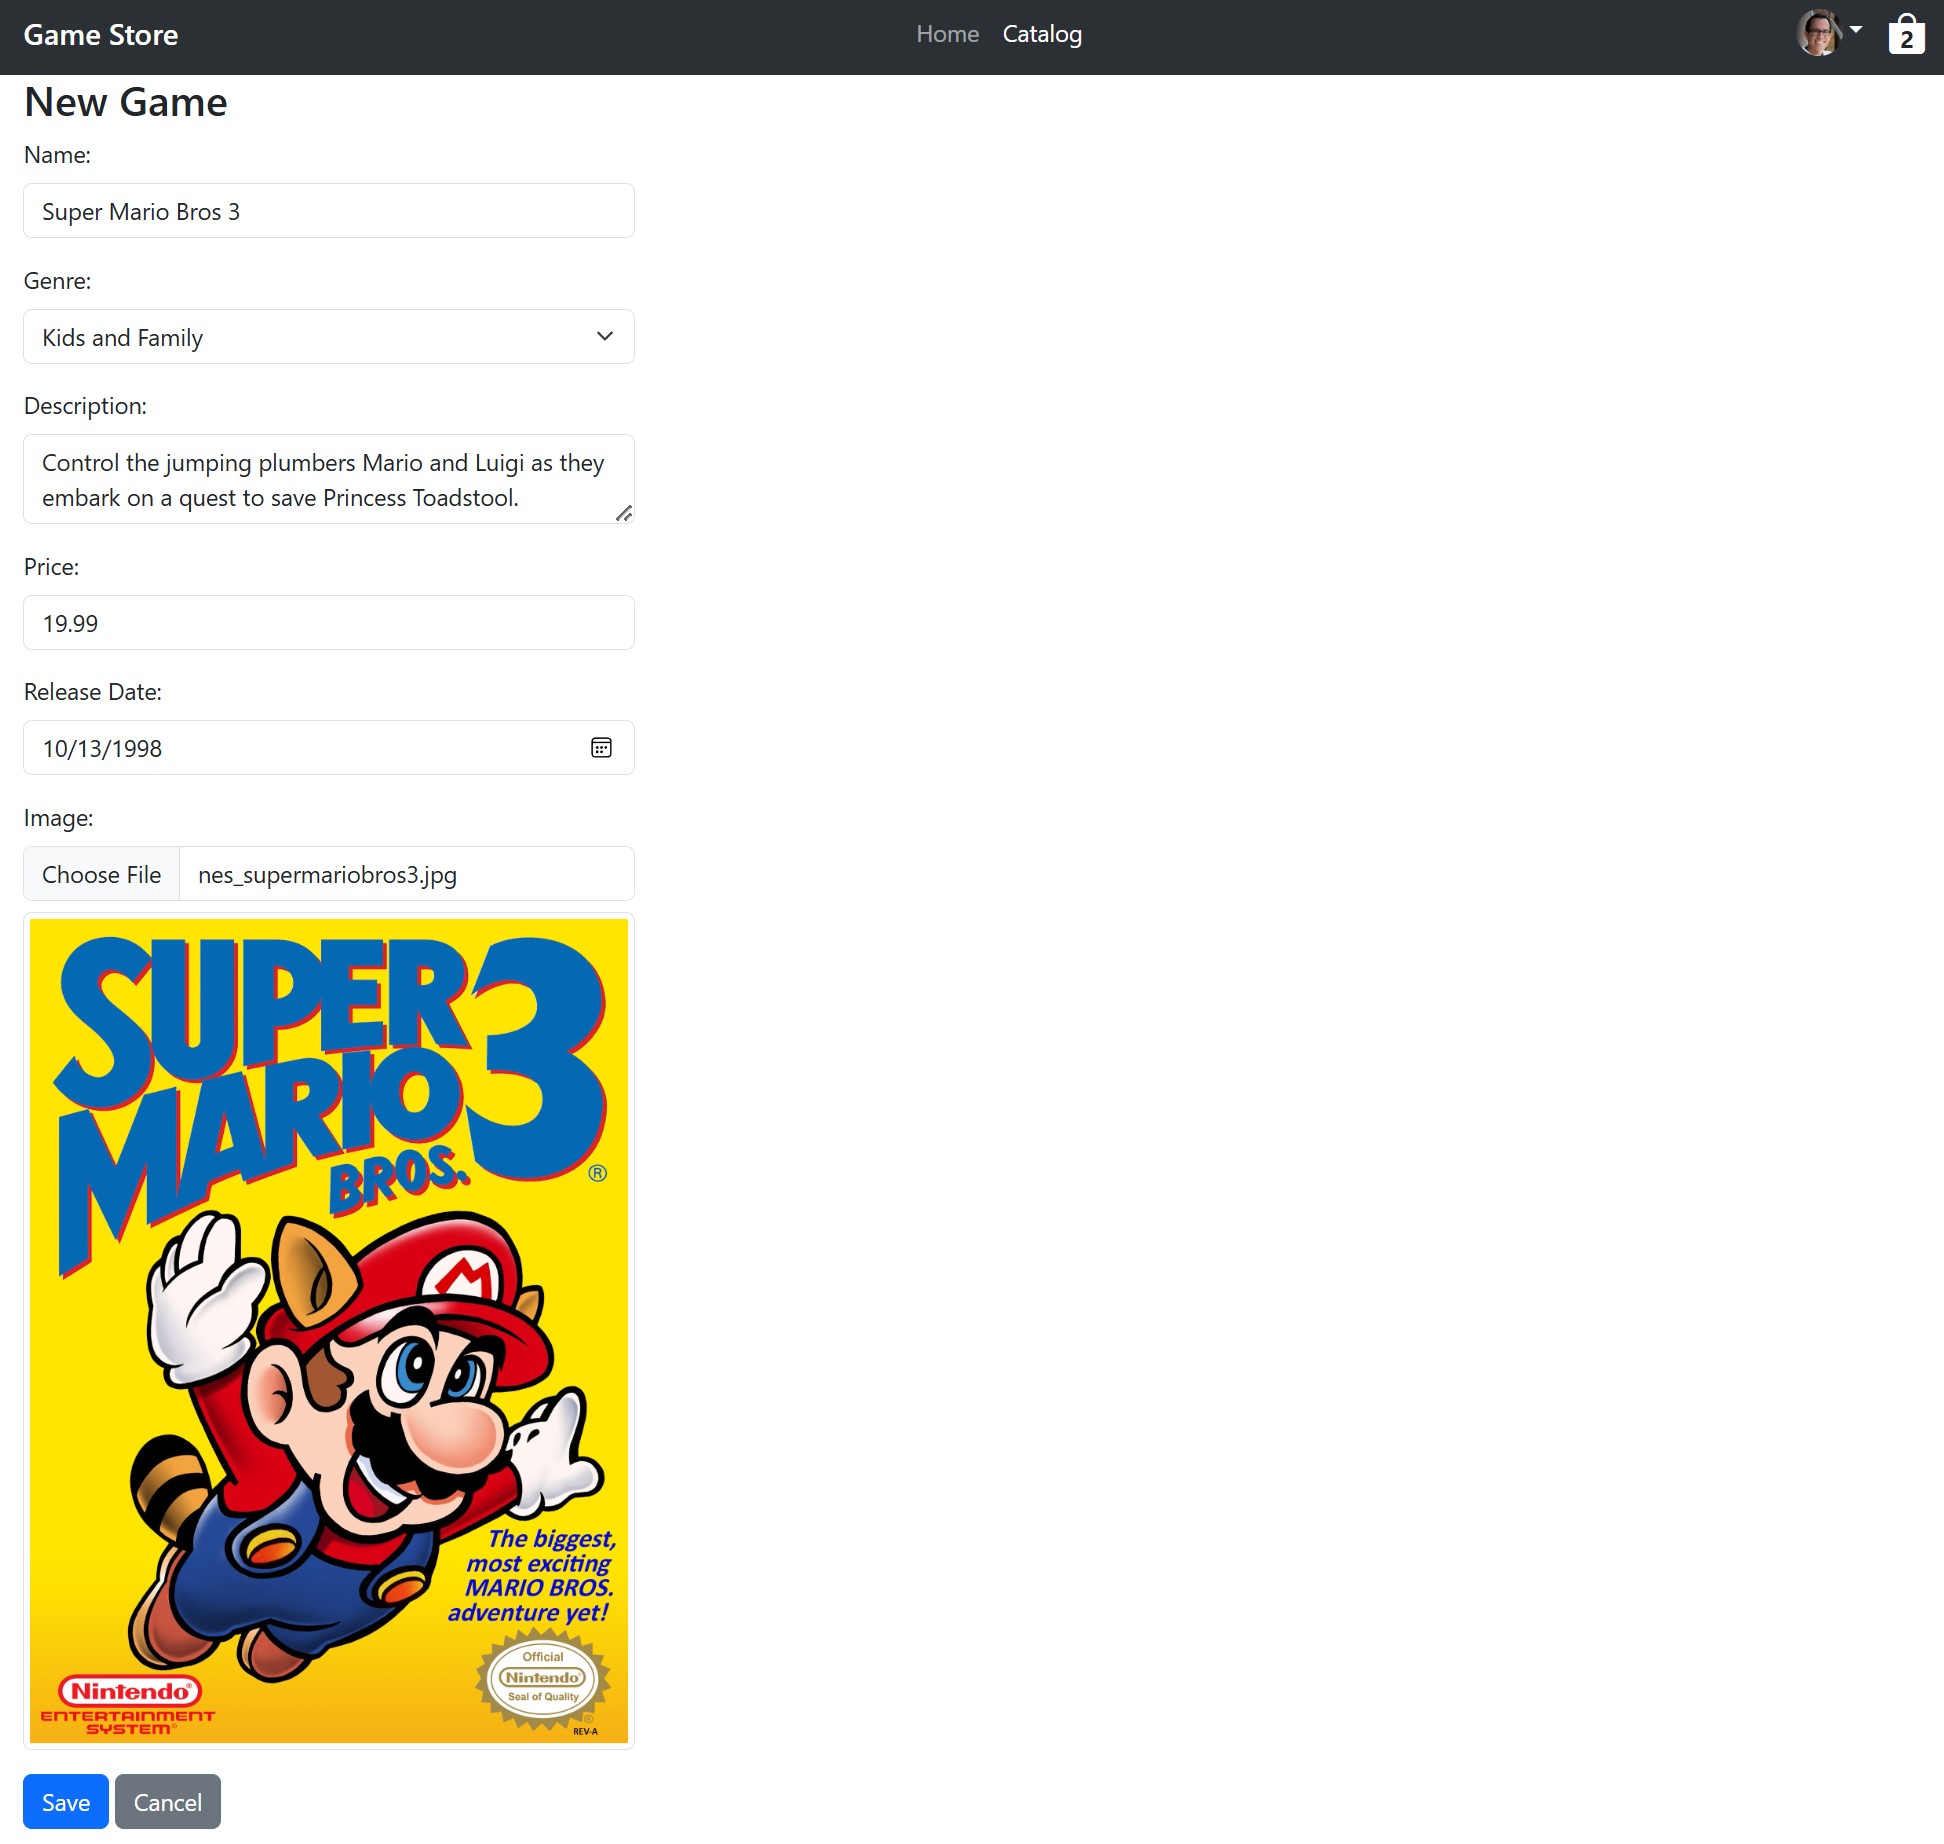 Game Store
Home Catalog
2
New Game
Name:
Super Mario Bros 3
Genre:
Kids and Family
Description:
Control the jumping plumbers Mario and Luigi as they
embark on a quest to save Princess Toadstool.
Price:
19.99
Release Date:
10/13/1998
Image:
Choose File nes_supermariobros3.jpg
SUPER
MARIO
BROS. 3
®
M
The biggest,
most exciting
MARIO BROS.
adventure yet!
Official
Nintendo®
Seal of Quality
®
REV-A
Nintendo®
ENTERTAINMENT
SYSTEM®
Save Cancel